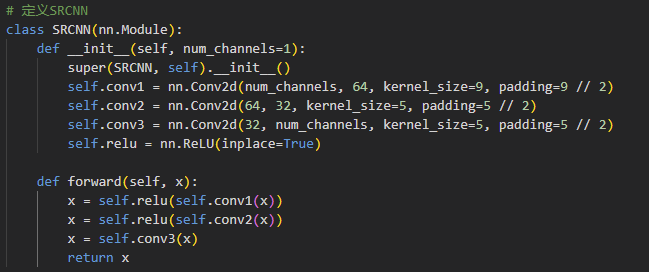 # 定义SRCNN
class SRCNN(nn.Module):
    def __init__(self, num_channels=1):
        super(SRCNN, self).__init__()
        self.conv1 = nn.Conv2d(num_channels, 64, kernel_size=9, padding=9 // 2)
        self.conv2 = nn.Conv2d(64, 32, kernel_size=5, padding=5 // 2)
        self.conv3 = nn.Conv2d(32, num_channels, kernel_size=5, padding=5 // 2)
        self.relu = nn.ReLU(inplace=True)

    def forward(self, x):
        x = self.relu(self.conv1(x))
        x = self.relu(self.conv2(x))
        x = self.conv3(x)
        return x